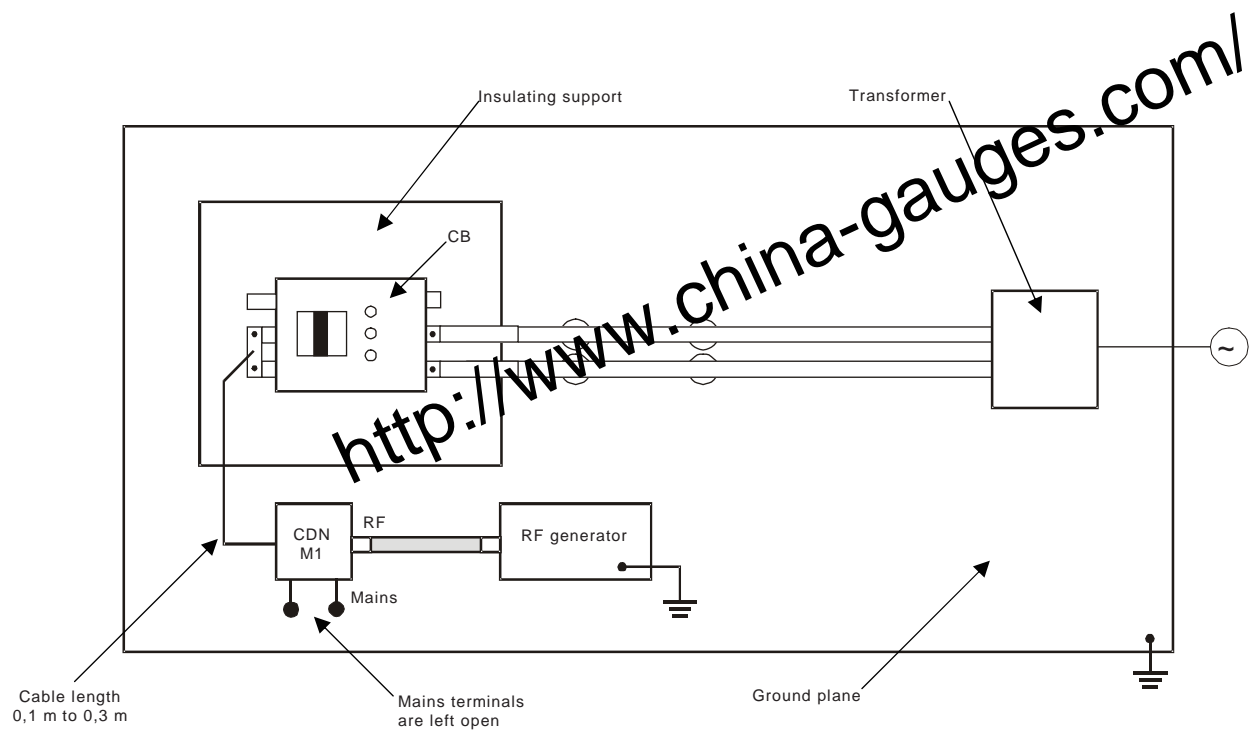 http://www.china-gauges.com/
Insulating support
Transformer
CB
~
CDN
M1
RF
RF generator
Mains
Cable length
0,1 m to 0,3 m
Mains terminals
are left open
Ground plane